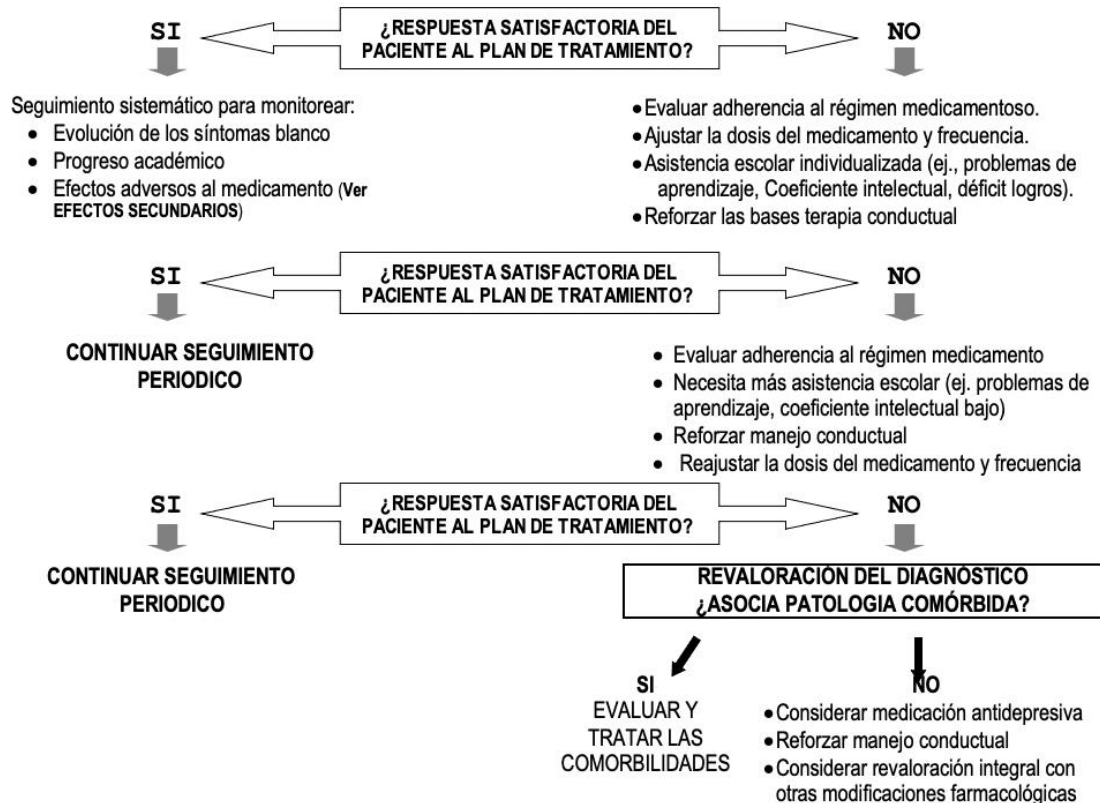 ¿RESPUESTA SATISFACTORIA DEL
PACIENTE AL PLAN DE TRATAMIENTO?
SI
NO
Seguimiento sistemático para monitorear:
• Evolución de los síntomas blanco
• Progreso académico
• Efectos adversos al medicamento (Ver
EFECTOS SECUNDARIOS)
• Evaluar adherencia al régimen medicamentoso.
• Ajustar la dosis del medicamento y frecuencia.
• Asistencia escolar individualizada (ej., problemas de
aprendizaje, Coeficiente intelectual, déficit logros).
• Reforzar las bases terapia conductual
¿RESPUESTA SATISFACTORIA DEL
PACIENTE AL PLAN DE TRATAMIENTO?
SI
NO
CONTINUAR SEGUIMIENTO
PERIODICO
• Evaluar adherencia al régimen medicamento
• Necesita más asistencia escolar (ej. problemas de
aprendizaje, coeficiente intelectual bajo)
• Reforzar manejo conductual
• Reajustar la dosis del medicamento y frecuencia
¿RESPUESTA SATISFACTORIA DEL
PACIENTE AL PLAN DE TRATAMIENTO?
SI
NO
CONTINUAR SEGUIMIENTO
PERIODICO
REVALORACIÓN DEL DIAGNÓSTICO
¿ASOCIA PATOLOGIA COMÓRBIDA?
SI
EVALUAR Y
TRATAR LAS
COMORBILIDADES
NO
• Considerar medicación antidepresiva
• Reforzar manejo conductual
• Considerar revaloración integral con
otras modificaciones farmacológicas